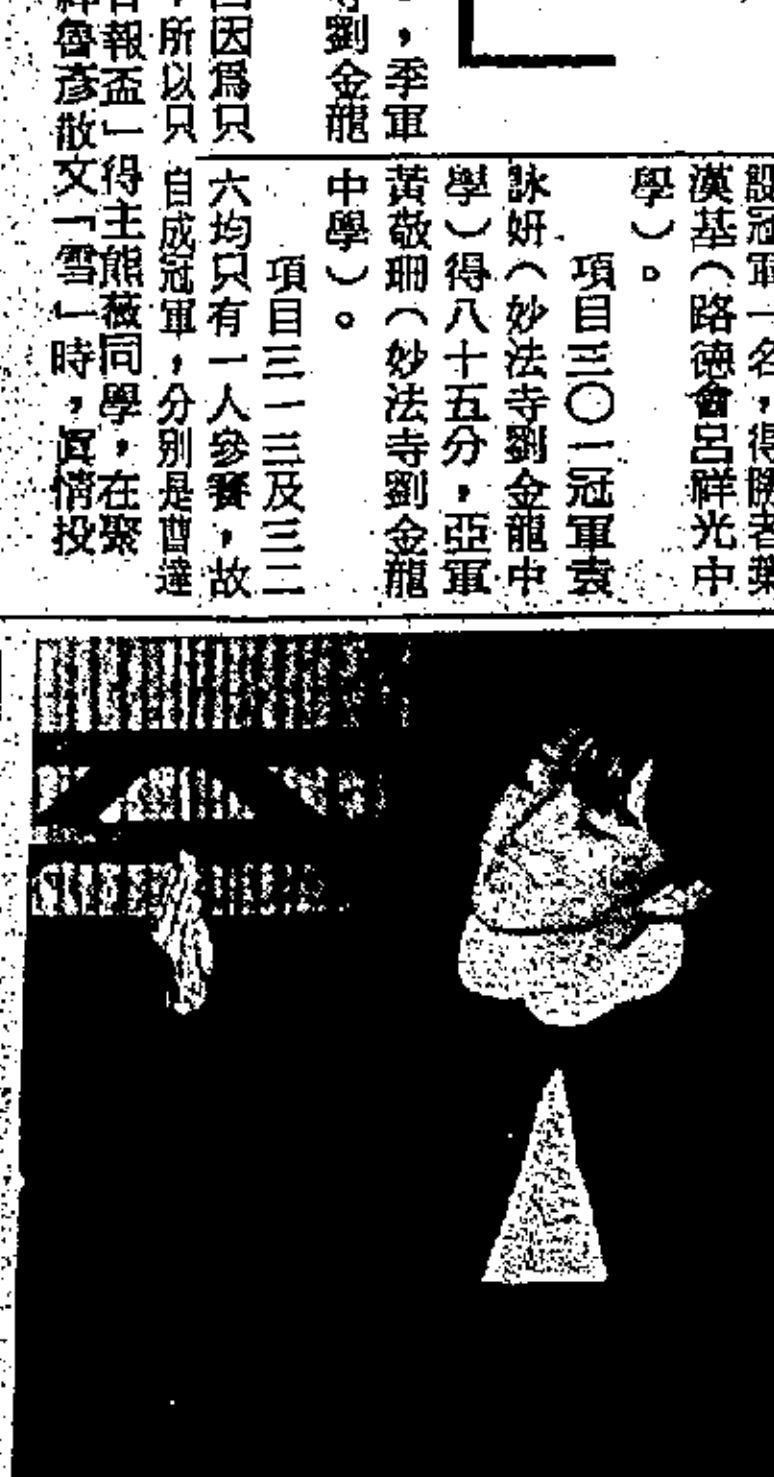 ，季軍
劉金龍
因爲只
，所以只
設冠軍一名，得勝者葉
漢基（路德會呂祥光中
學）。
項目三〇一冠軍袁
詠妍（妙法寺劉金龍中
學）得八十五分，亞軍
黃敬珊（妙法寺劉金龍
中學）。
項目三一三及三二
六均只有一人參賽，故
自成冠軍，分別是曹達
報盃」得主熊薇同學，在聚
魯彥散文「雪」時，眞情投